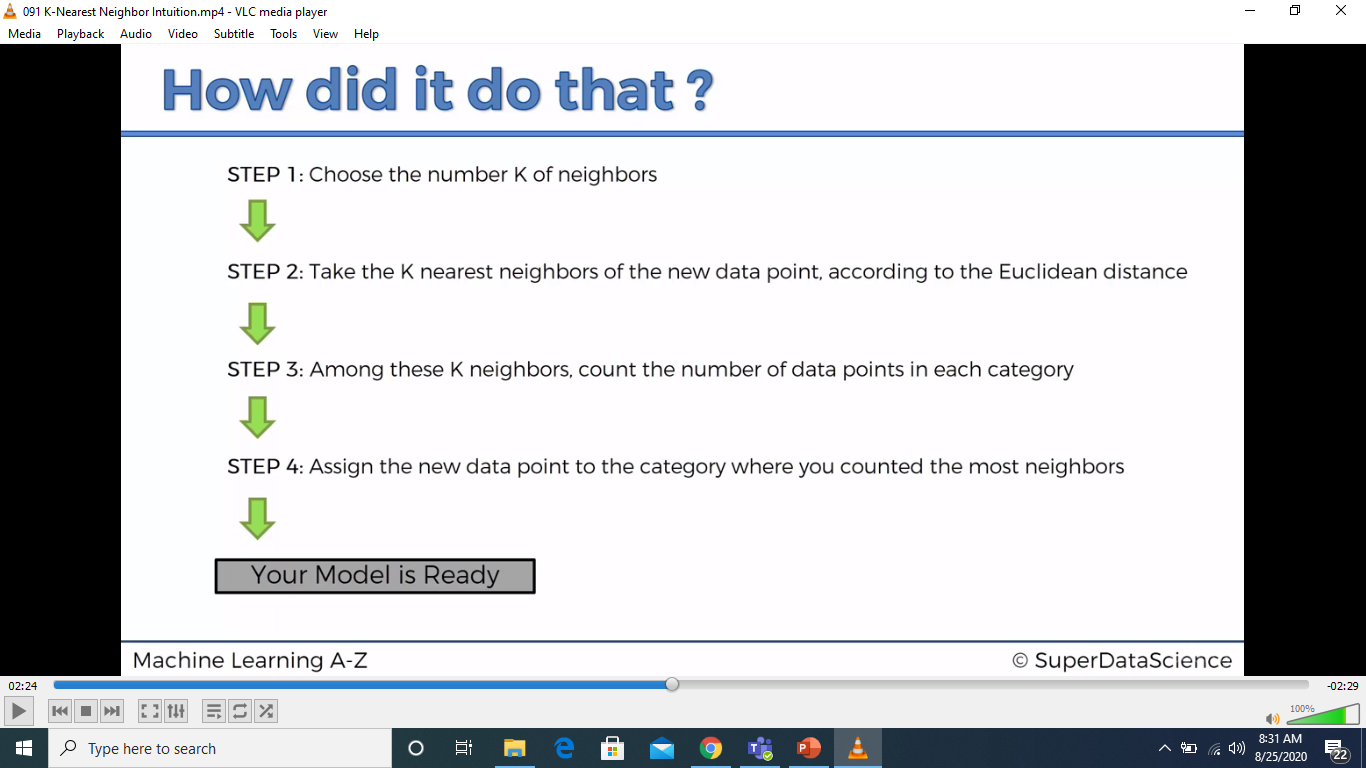 091 K-Nearest Neighbor Intuition.mp4 - VLC media player
Media Playback Audio Video Subtitle Tools View Help
How did it do that ?
STEP 1: Choose the number K of neighbors
STEP 2: Take the K nearest neighbors of the new data point, according to the Euclidean distance
STEP 3: Among these K neighbors, count the number of data points in each category
STEP 4: Assign the new data point to the category where you counted the most neighbors
Your Model is Ready
Machine Learning A-Z
© SuperDataScience
02:24
-02:29
100%
Type here to search
8:31 AM
8/25/2020
22